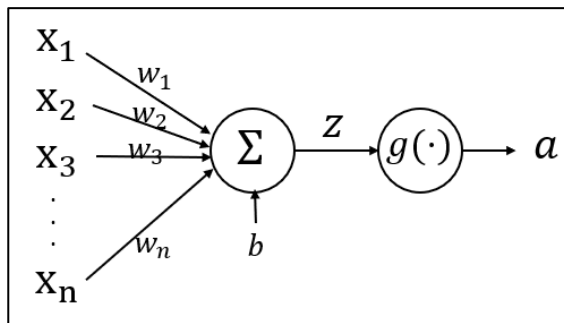 x₁
w₁
x₂
w₂
x₃
w₃
Σ
z
g(·)
a
⋮
b
wₙ
xₙ